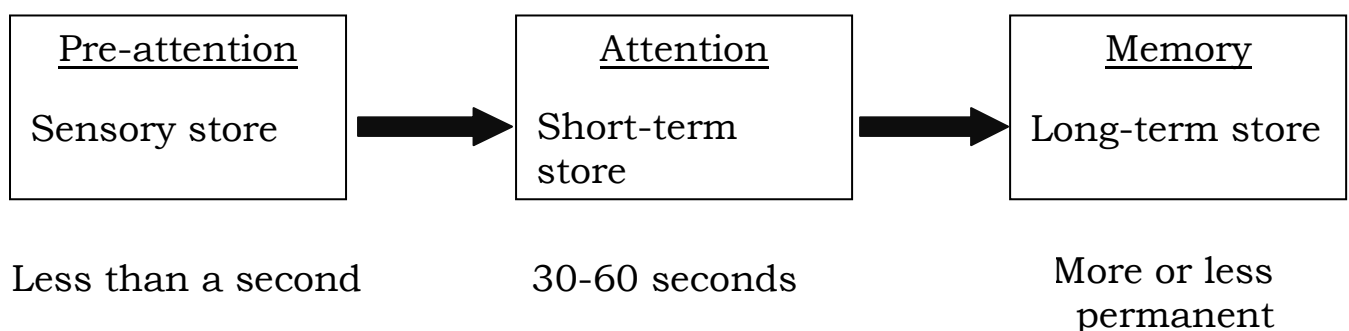 Pre-attention
Sensory store
Attention
Short-term
store
Memory
Long-term store
Less than a second
30-60 seconds
More or less
permanent